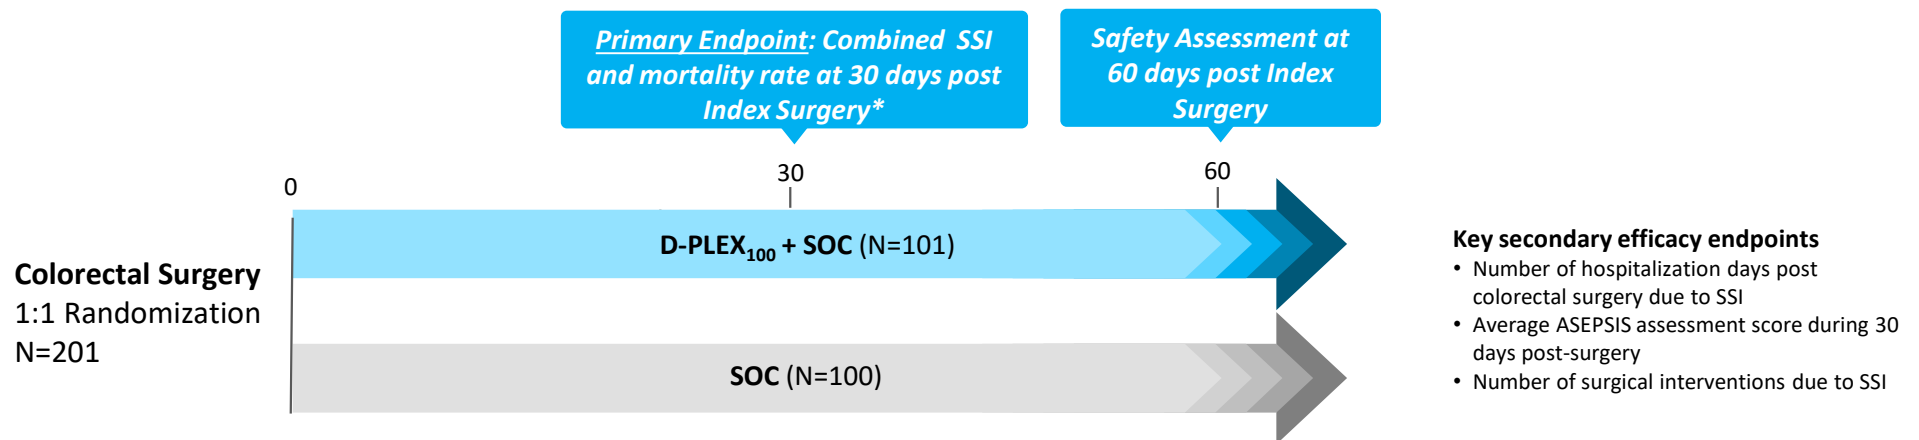 Primary Endpoint: Combined SSI
and mortality rate at 30 days post
Index Surgery*
Safety Assessment at
60 days post Index
Surgery
0
30
60
D-PLEX100 + SOC (N=101)
SOC (N=100)
Colorectal Surgery
1:1 Randomization
N=201
Key secondary efficacy endpoints
• Number of hospitalization days post
colorectal surgery due to SSI
• Average ASEPSIS assessment score during 30
days post-surgery
• Number of surgical interventions due to SSI